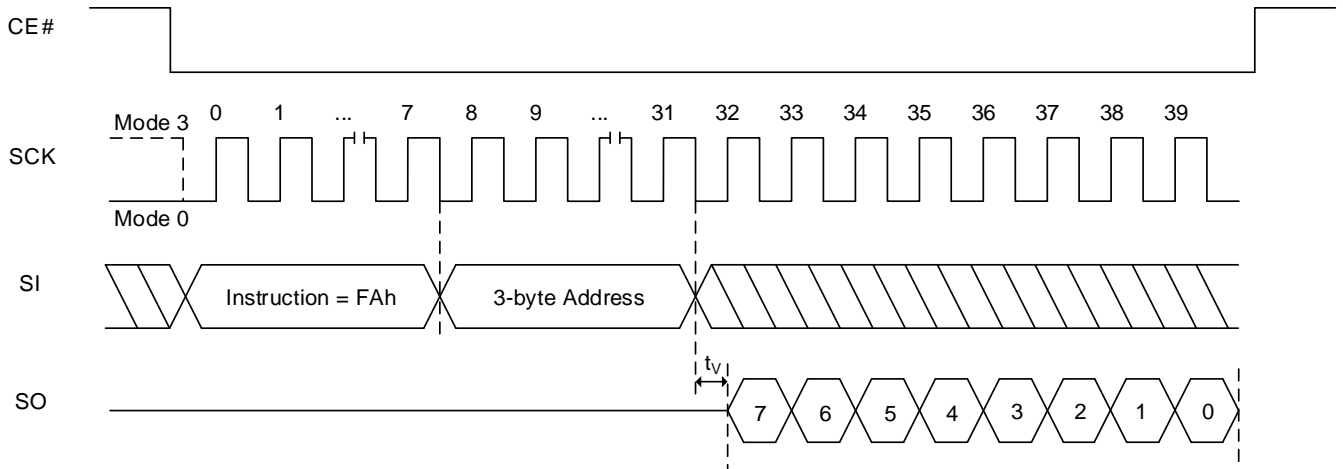 CE#
0 1 ... 7 8 9 ... 31 32 33 34 35 36 37 38 39
Mode 3
SCK
Mode 0
SI
Instruction = FAh
3-byte Address
tV
SO
7 6 5 4 3 2 1 0